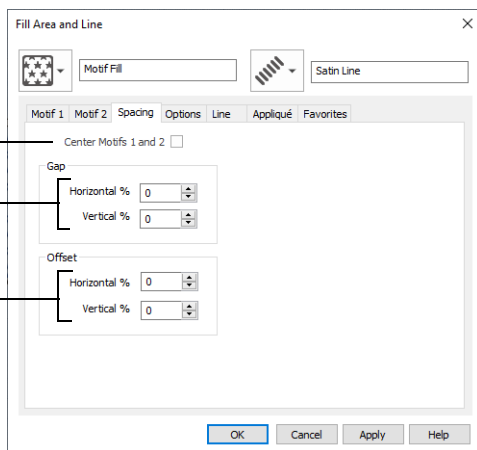 Fill Area and Line
Motif Fill
Satin Line
Motif 1 Motif 2 Spacing Options Line Appliqué Favorites
Center Motifs 1 and 2
Gap
Horizontal % 0
Vertical % 0
Offset
Horizontal % 0
Vertical % 0
OK Cancel Apply Help